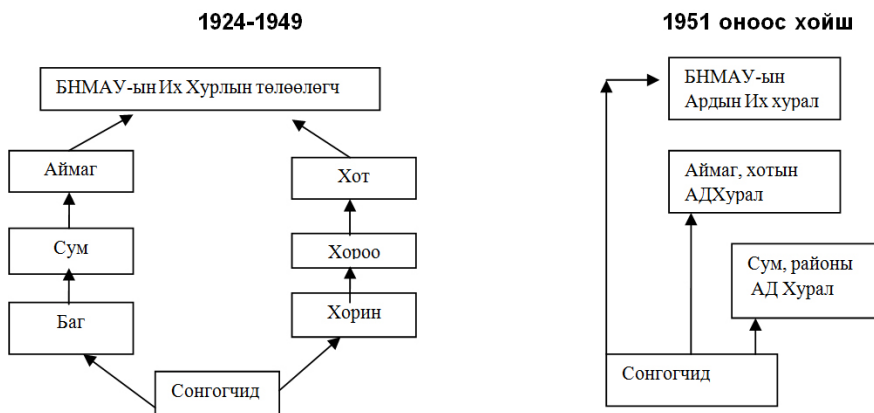 1924-1949
БНМАУ-ын Их Хурлын төлөөлөгч
Аймаг
Хот
Сум
Хороо
Баг
Хорин
Сонгогчид
1951 оноос хойш
БНМАУ-ын
Ардын Их хурал
Аймаг, хотын
АДХурал
Сум, районы
АД Хурал
Сонгогчид